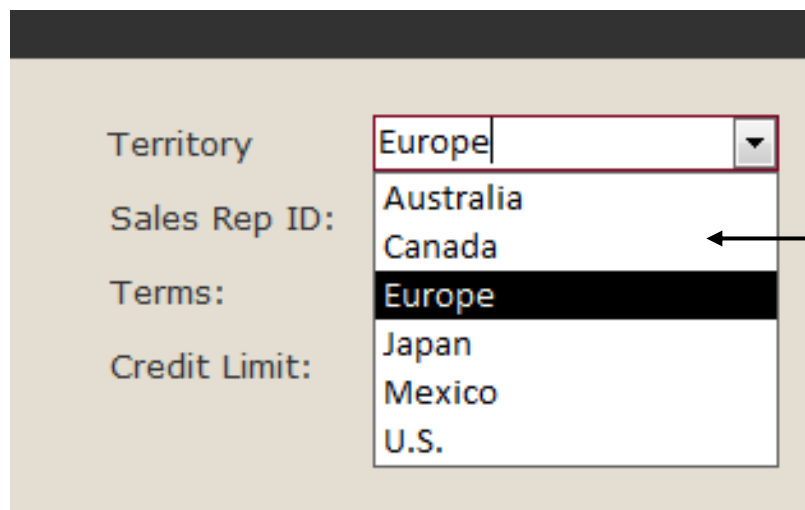 Territory
Europe
Australia
Sales Rep ID:
Canada
Terms:
Europe
Japan
Credit Limit:
Mexico
U.S.